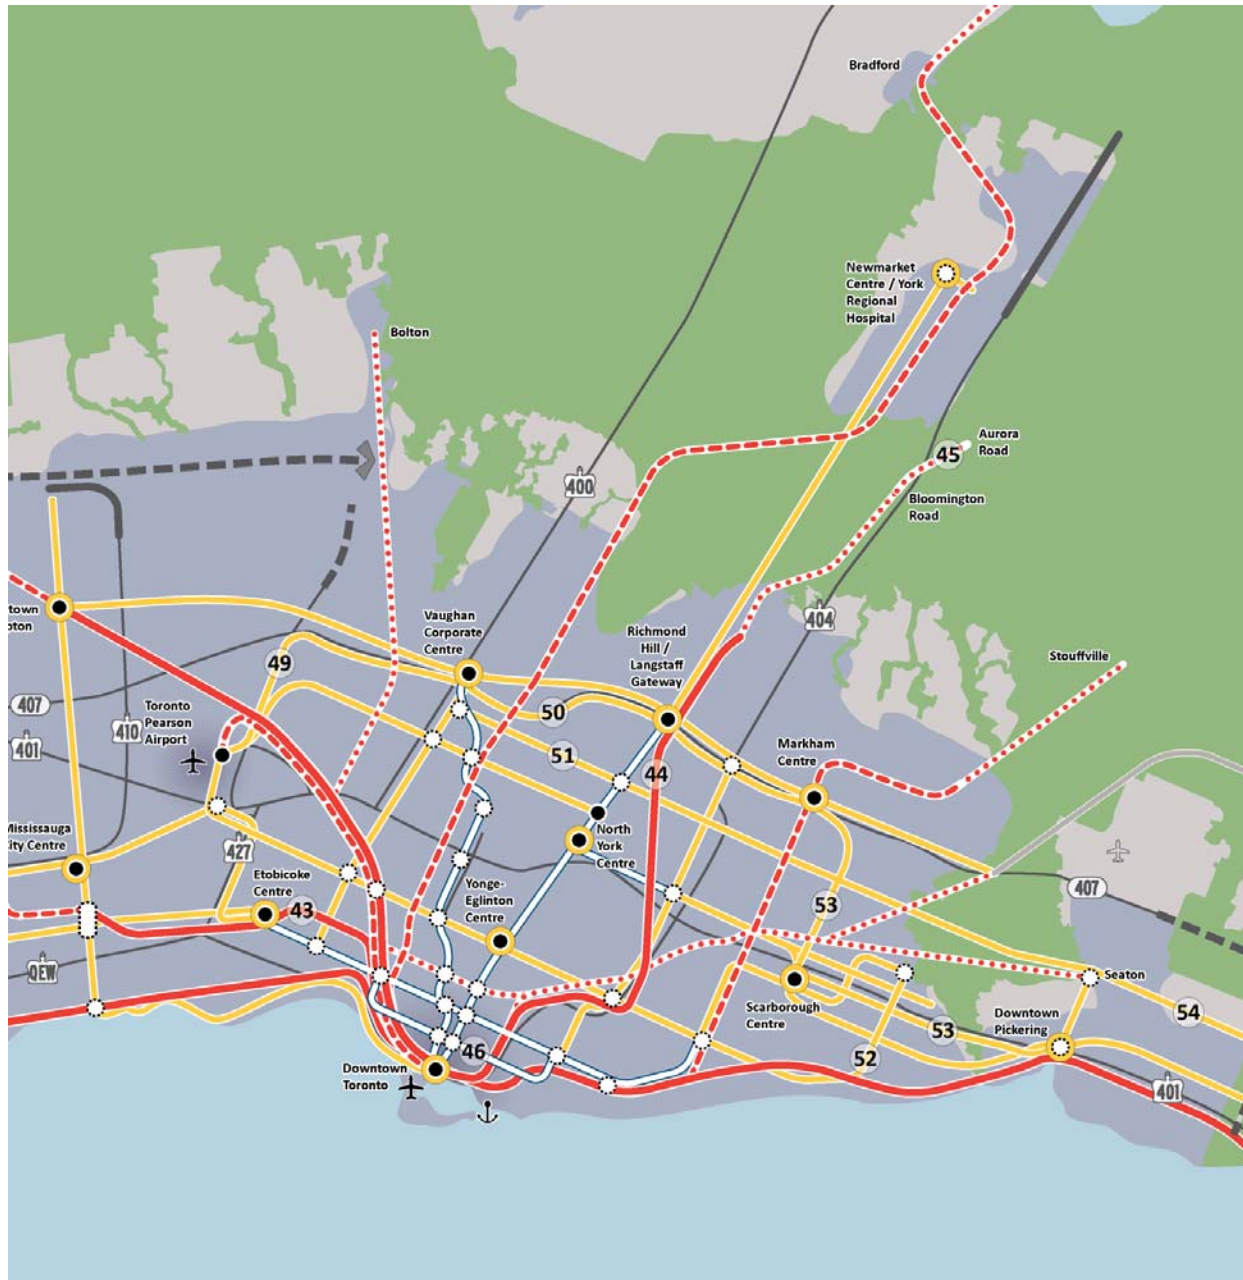 Bradford
Newmarket
Centre / York
Regional
Hospital
Bolton
Aurora
Road
45
400
Bloomington
Road
404
town
Vaughan
Corporate
Centre
Richmond
Hill /
Langstaff
Gateway
Stouffville
49
407
Toronto
Pearson
Airport
410
401
50
51
44
Markham
Centre
Mississauga
City Centre
427
North
York
Centre
Etobicoke
Centre
43
Yonge-
Eglinton
Centre
407
53
QEW
Seaton
Scarborough
Centre
53
Downtown
Pickering
54
46
52
Downtown
Toronto
401